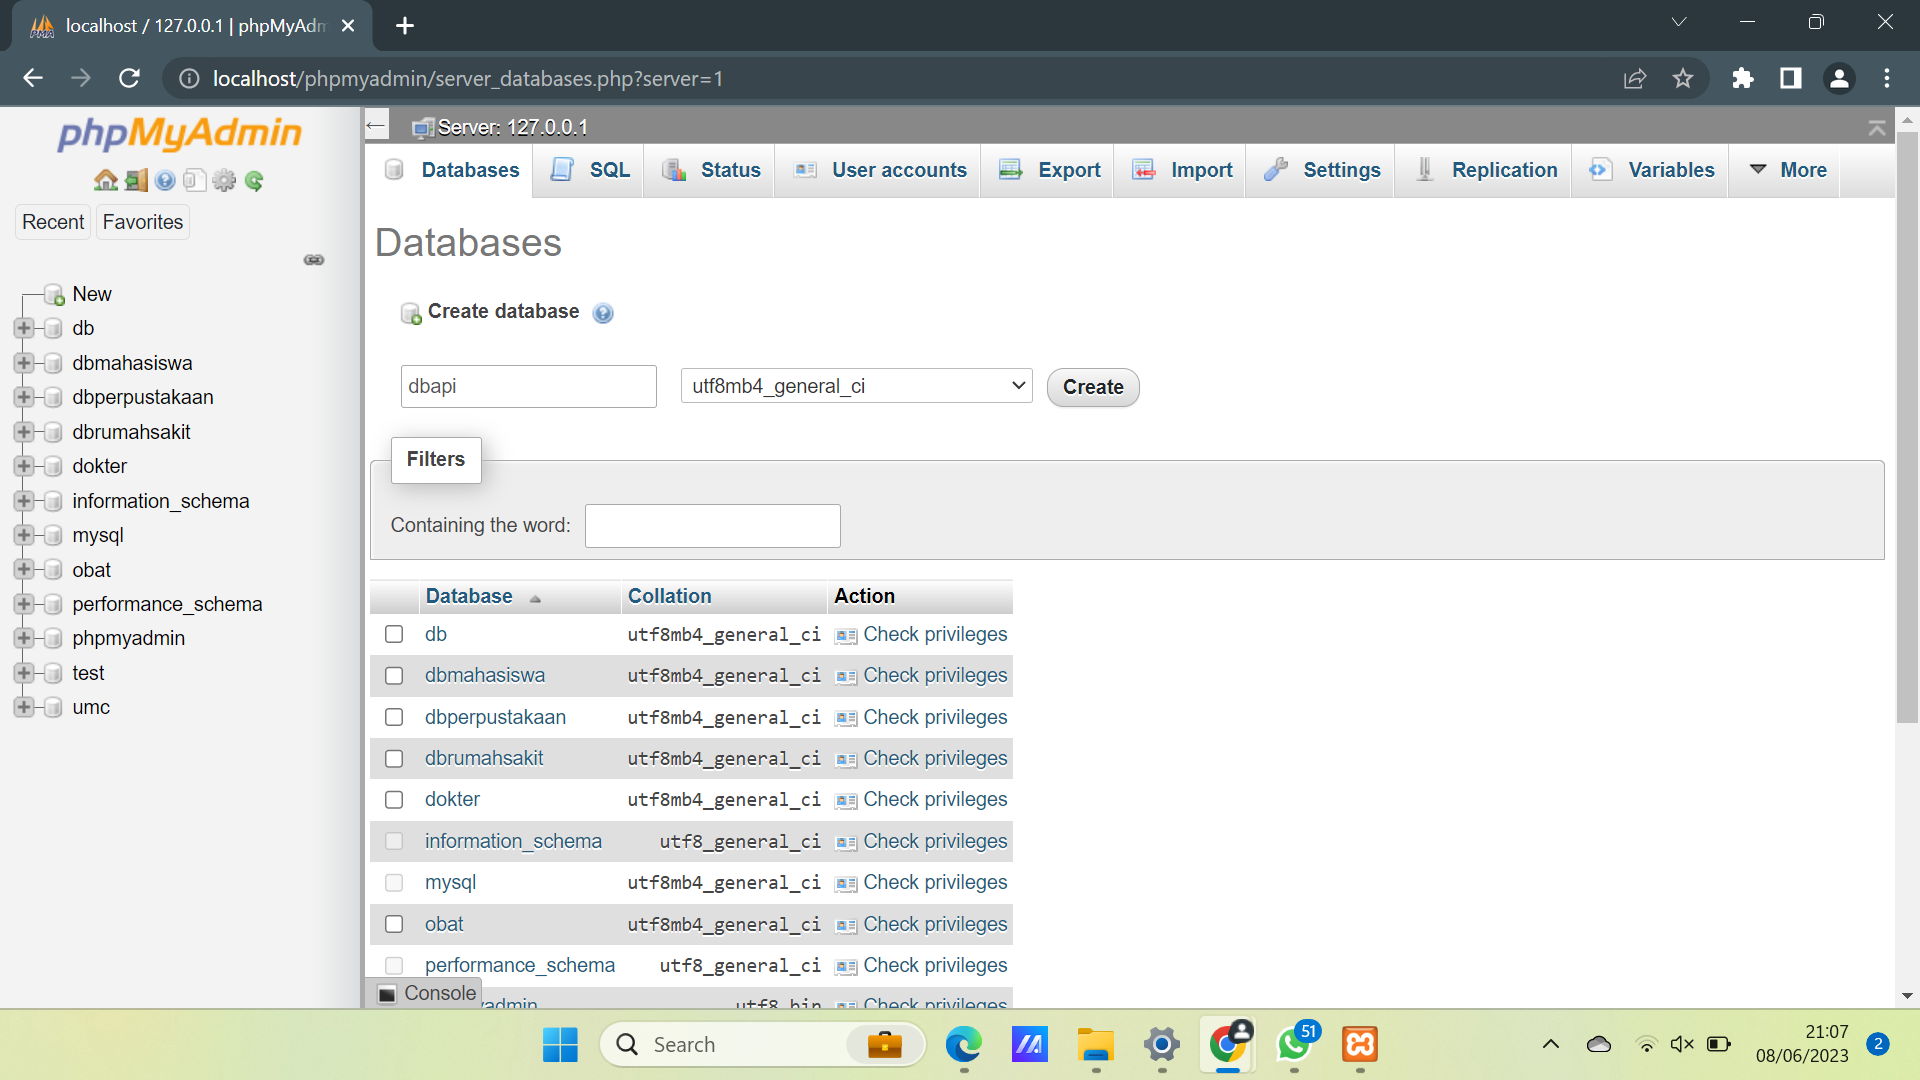 localhost / 127.0.0.1 | phpMyAdm
localhost/phpmyadmin/server_databases.php?server=1
phpMyAdmin
Recent
Favorites
New
db
dbmahasiswa
dbperpustakaan
dbrumahsakit
dokter
information_schema
mysql
obat
performance_schema
phpmyadmin
test
umc
Server: 127.0.0.1
Databases
SQL
Status
User accounts
Export
Import
Settings
Replication
Variables
More
Databases
Create database
dbapi
utf8mb4_general_ci
Create
Filters
Containing the word:
Database Collation Action
db utf8mb4_general_ci Check privileges
dbmahasiswa utf8mb4_general_ci Check privileges
dbperpustakaan utf8mb4_general_ci Check privileges
dbrumahsakit utf8mb4_general_ci Check privileges
dokter utf8mb4_general_ci Check privileges
information_schema utf8_general_ci Check privileges
mysql utf8mb4_general_ci Check privileges
obat utf8mb4_general_ci Check privileges
performance_schema utf8_general_ci Check privileges
yadmin utf8_bin Check privileges
Console
Search
51
21:07
08/06/2023
2